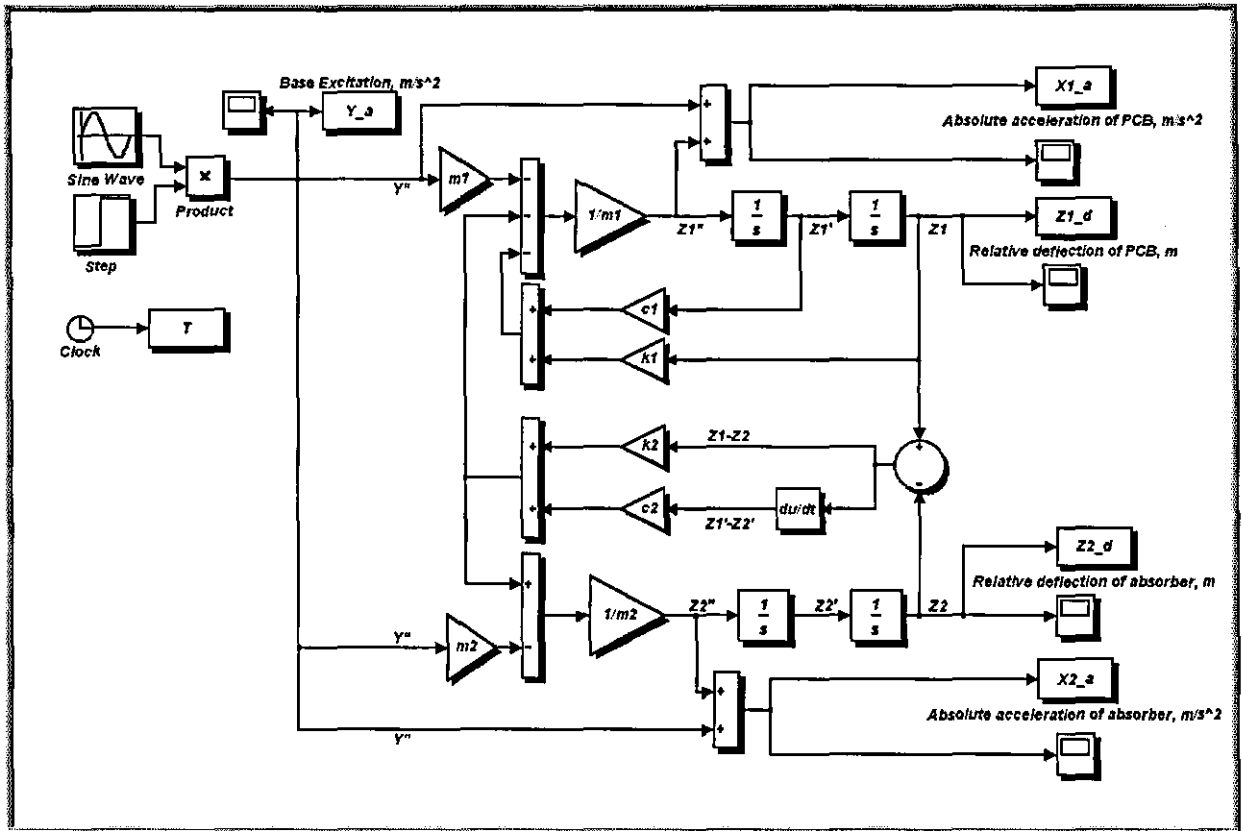 Base Excitation, m/s^2
Y_a
Sine Wave
×
Product
Step
Clock
T
Y"
m1
-
-
-
1/m1
Z1"
1
s
Z1'
1
s
Z1
+
+
X1_a
Absolute acceleration of PCB, m/s^2
Z1_d
Relative deflection of PCB, m
+
+
c1
k1
+
+
k2
c2
Z1-Z2
Z1'-Z2'
du/dt
+
-
+
-
Y"
m2
1/m2
Z2"
1
s
Z2'
1
s
Z2
Z2_d
Relative deflection of absorber, m
+
+
Y"
X2_a
Absolute acceleration of absorber, m/s^2